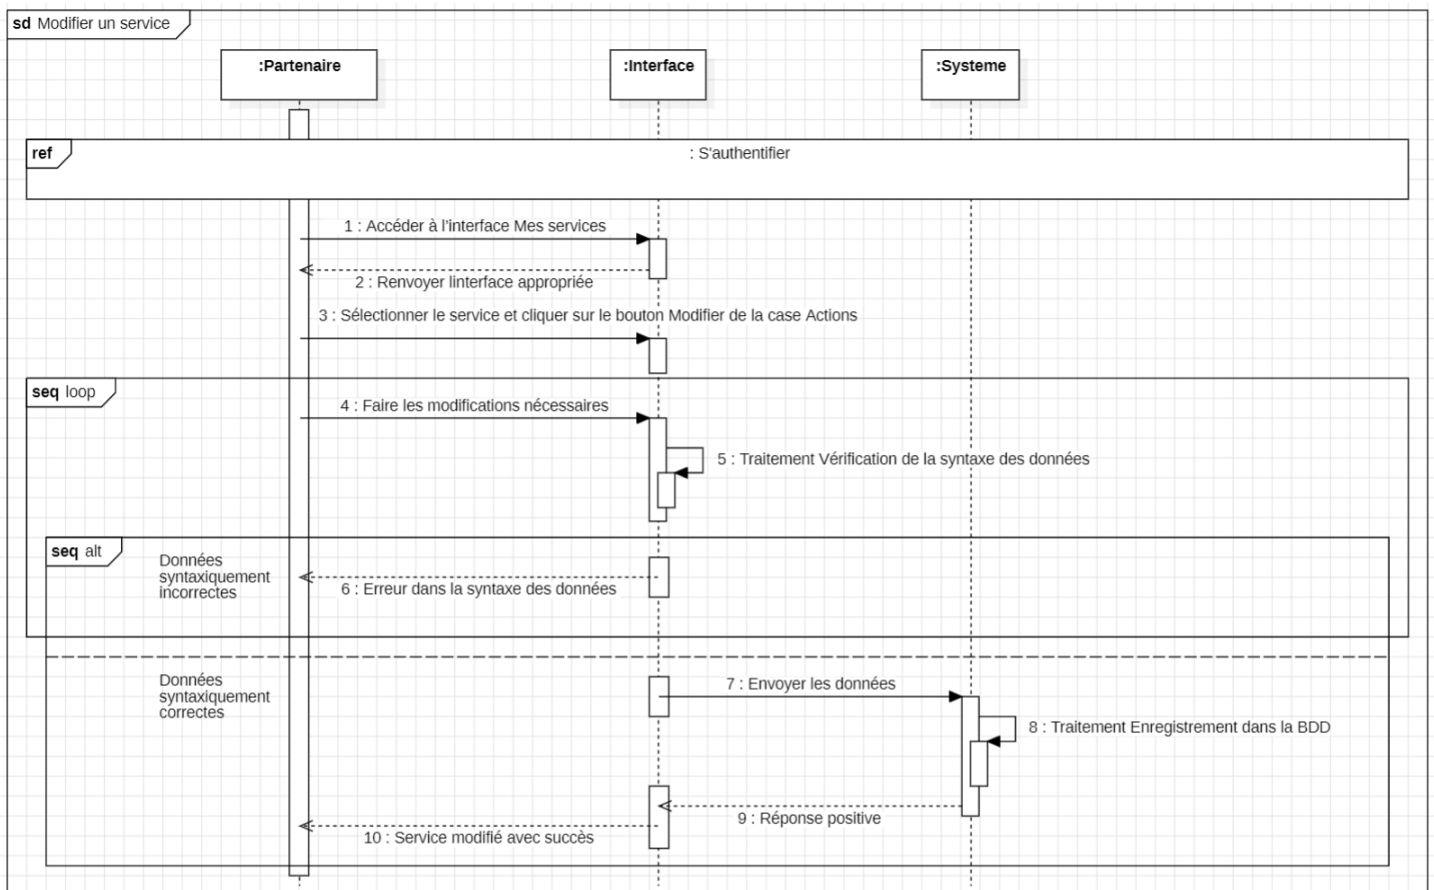 sd Modifier un service
:Partenaire
:Interface
:Systeme
ref
: S'authentifier
1 : Accéder à l'interface Mes services
2 : Renvoyer linterface appropriée
3 : Sélectionner le service et cliquer sur le bouton Modifier de la case Actions
seq loop
4 : Faire les modifications nécessaires
5 : Traitement Vérification de la syntaxe des données
seq alt
Données
syntaxiquement
incorrectes
6 : Erreur dans la syntaxe des données
Données
syntaxiquement
correctes
7 : Envoyer les données
8 : Traitement Enregistrement dans la BDD
9 : Réponse positive
10 : Service modifié avec succès